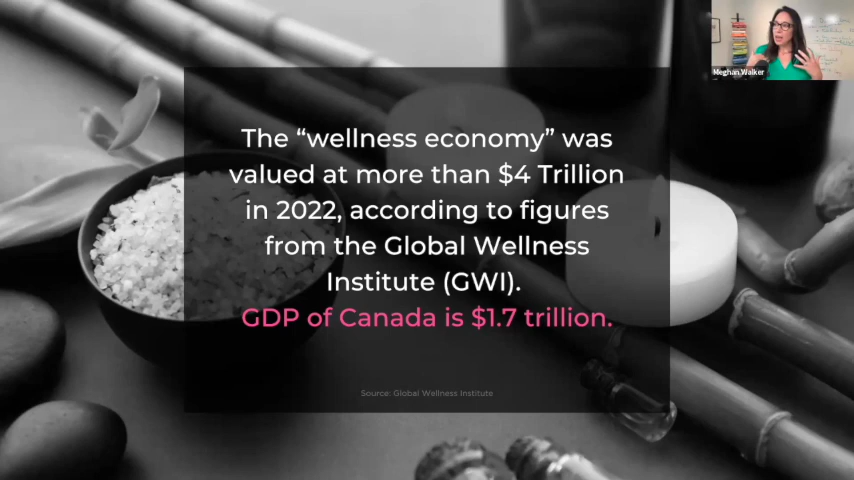 Meghan Walker
The “wellness economy” was
valued at more than $4 Trillion
in 2022, according to figures
from the Global Wellness
Institute (GWI).
GDP of Canada is $1.7 trillion.
Source: Global Wellness Institute